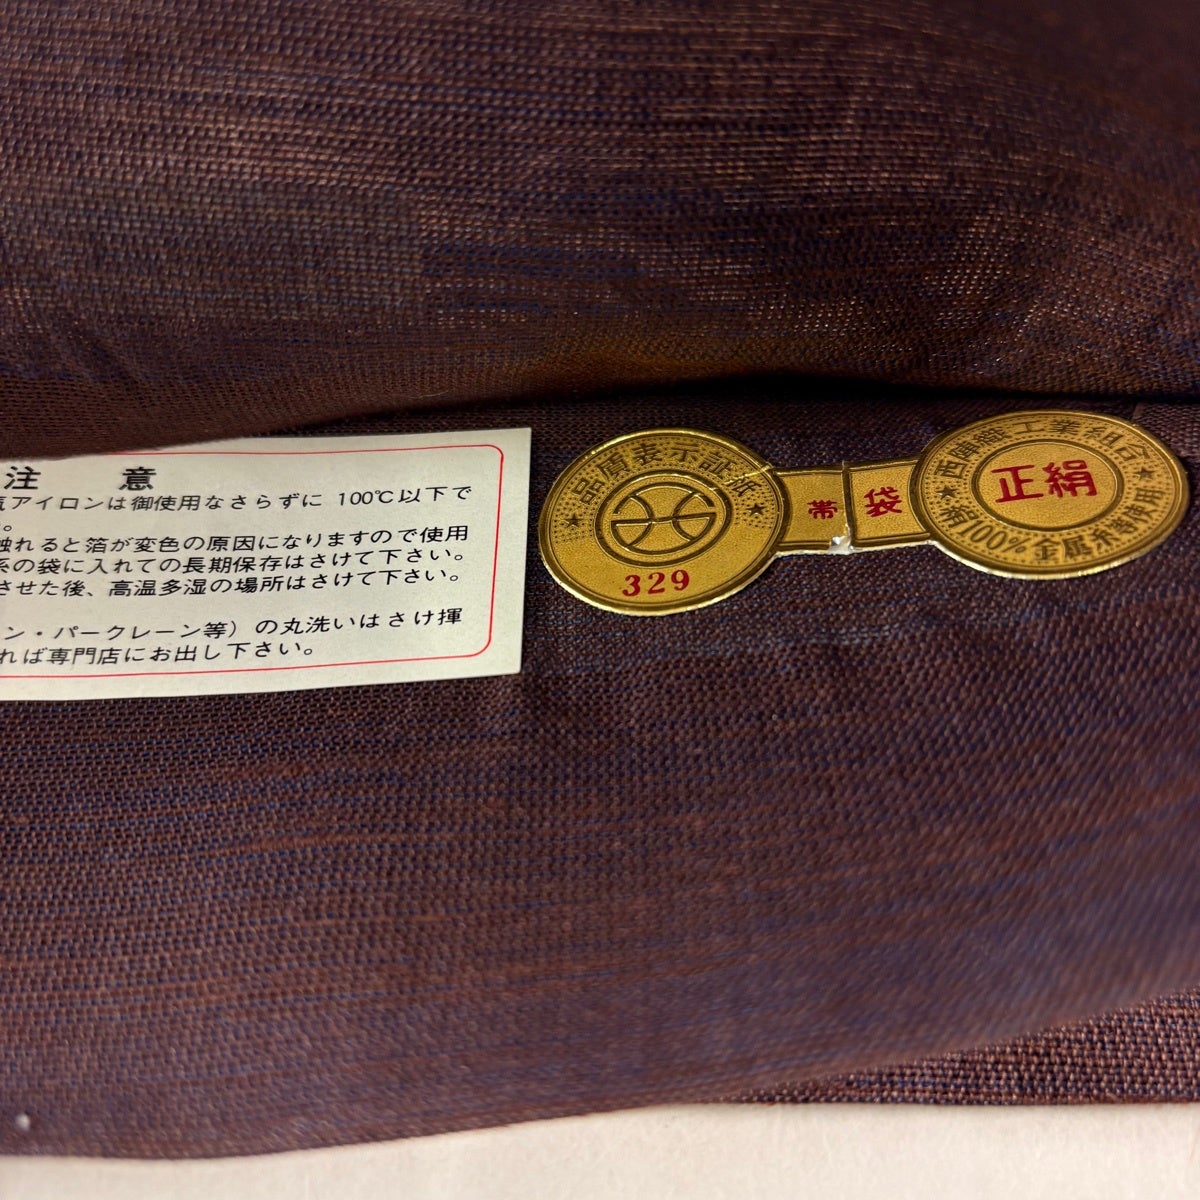 注 意
気アイロンは御使用なさらずに 100℃以下で
。
触れると箔が変色の原因になりますので使用
系の袋に入れての長期保存はさけて下さい。
させた後、高温多湿の場所はさけて下さい。
ン・パークレーン等)の丸洗いはさけ揮
れば専門店にお出し下さい。
★品質表示証紙★
329
帯袋
西陣織工業組合
正絹
★絹100%金属糸等使用★